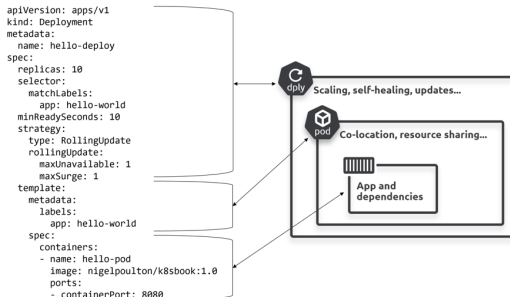 apiVersion: apps/v1
kind: Deployment
metadata:
  name: hello-deploy
spec:
  replicas: 10
  selector:
    matchLabels:
      app: hello-world
  minReadySeconds: 10
  strategy:
    type: RollingUpdate
    rollingUpdate:
      maxUnavailable: 1
      maxSurge: 1
  template:
    metadata:
      labels:
        app: hello-world
    spec:
      containers:
      - name: hello-pod
        image: nigelpoulton/k8sbook:1.0
        ports:
        - containerPort: 8080
dply
Scaling, self-healing, updates...
pod
Co-location, resource sharing...
App and
dependencies